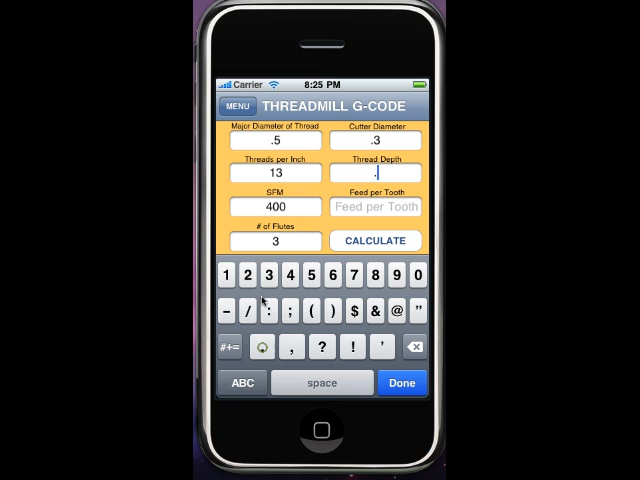 Carrier 8:25 PM
MENU THREADMILL G-CODE
Major Diameter of Thread Cutter Diameter
.5 .3
Threads per Inch Thread Depth
13 .
SFM Feed per Tooth
400 Feed per Tooth
# of Flutes
3 CALCULATE
1 2 3 4 5 6 7 8 9 0
- / : ; ( ) $ & @ "
#+= , ? ! '
ABC space Done